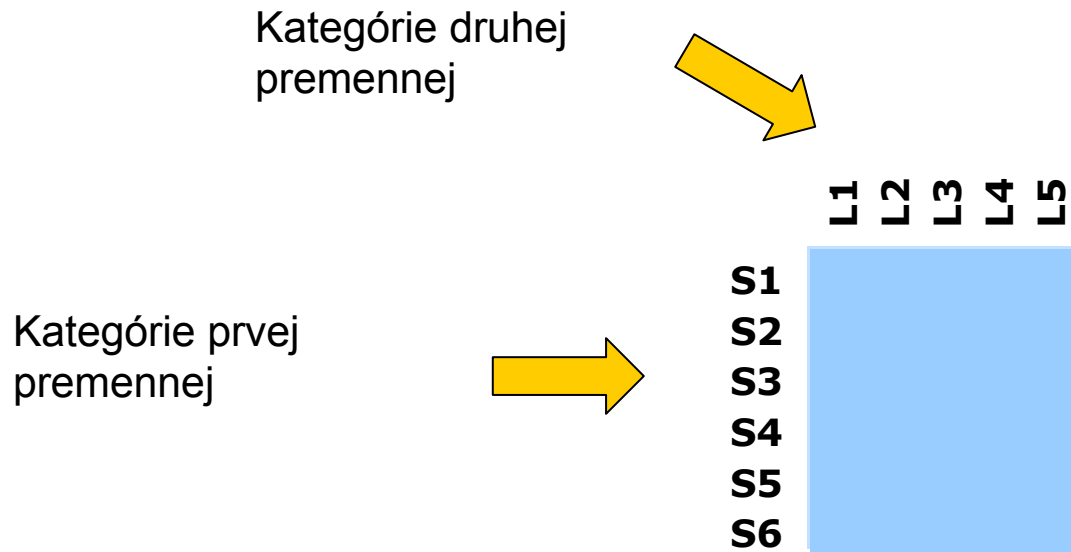 Kategórie druhej
premennej
L1 L2 L3 L4 L5
S1
S2
Kategórie prvej
premennej
S3
S4
S5
S6